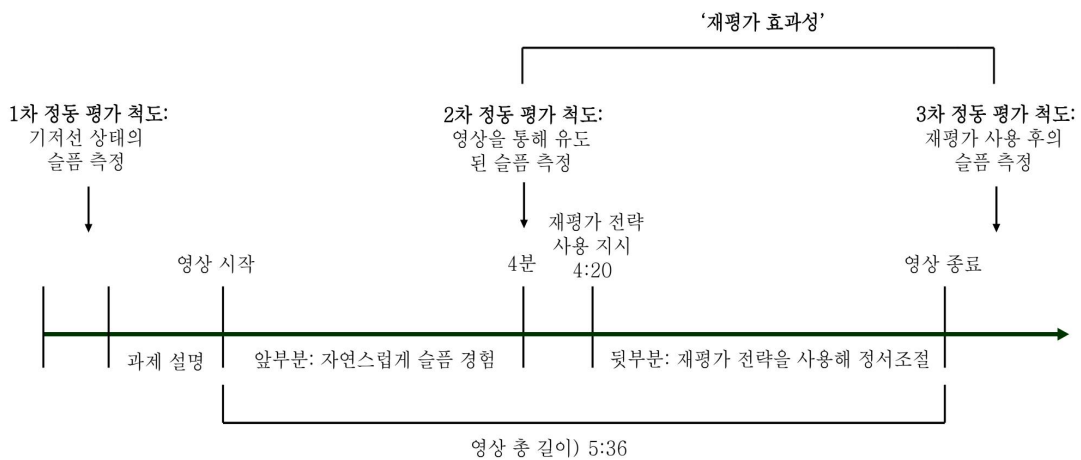 ‘재평가 효과성’
1차 정동 평가 척도:
기저선 상태의
슬픔 측정
2차 정동 평가 척도:
영상을 통해 유도
된 슬픔 측정
3차 정동 평가 척도:
재평가 사용 후의
슬픔 측정
재평가 전략
사용 지시
4:20
영상 시작
4분
영상 종료
과제 설명
앞부분: 자연스럽게 슬픔 경험
뒷부분: 재평가 전략을 사용해 정서조절
영상 총 길이) 5:36